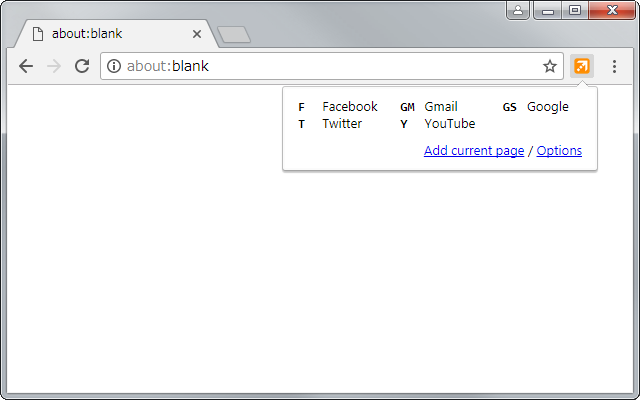 about:blank
about:blank
F Facebook GM Gmail GS Google
T Twitter Y YouTube
Add current page / Options